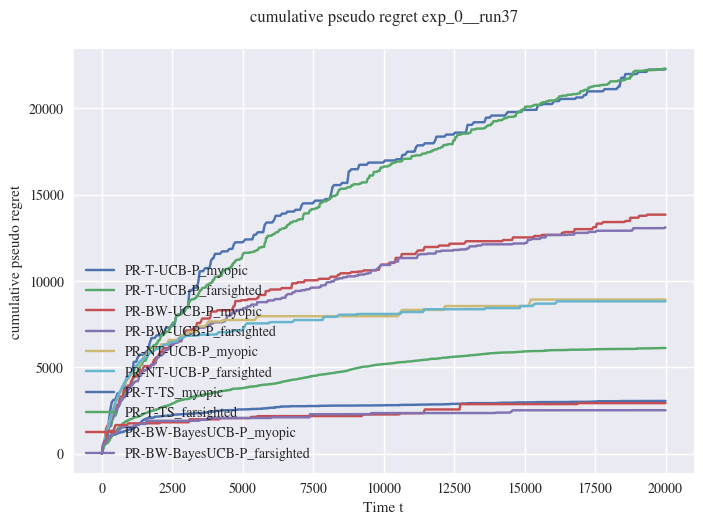 cumulative pseudo regret exp_0__run37
cumulative pseudo regret
20000
15000
10000
5000
0
PR-T-UCB-P_myopic
PR-T-UCB-P_farsighted
PR-BW-UCB-P_myopic
PR-BW-UCB-P_farsighted
PR-NT-UCB-P_myopic
PR-NT-UCB-P_farsighted
PR-T-TS_myopic
PR-T-TS_farsighted
PR-BW-BayesUCB-P_myopic
PR-BW-BayesUCB-P_farsighted
0 2500 5000 7500 10000 12500 15000 17500 20000
Time t